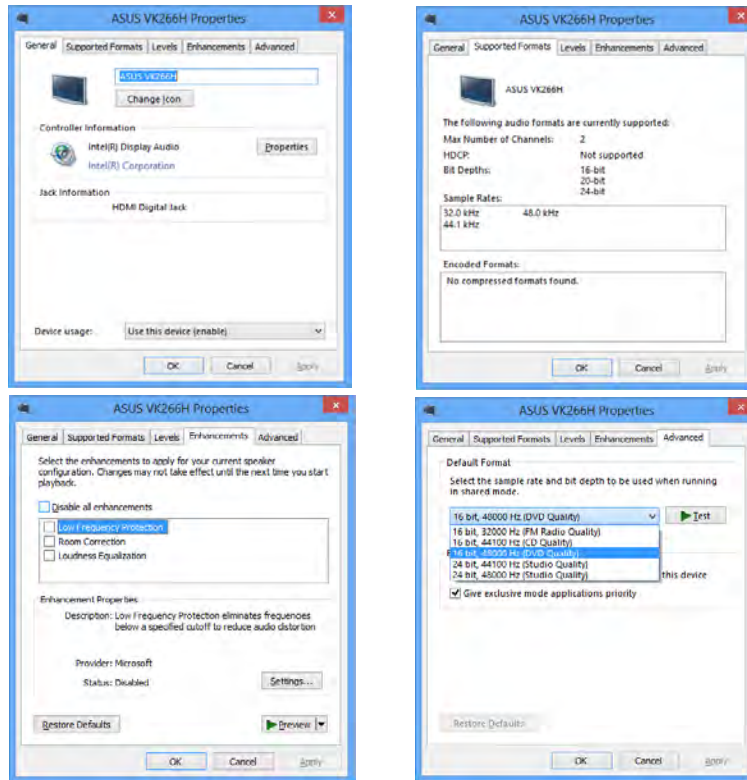 ASUS VK266H Properties
General Supported Formats Levels Enhancements Advanced
ASUS VK266H
Change Icon
Controller Information
Intel(R) Display Audio
Properties
Intel(R) Corporation
Jack Information
HDMI Digital Jack
Device usage:
Use this device (enable)
OK
Cancel
Apply
ASUS VK266H Properties
General Supported Formats Levels Enhancements Advanced
ASUS VK266H
The following audio formats are currently supported:
Max Number of Channels: 2
HDCP: Not supported
Bit Depths: 16-bit
20-bit
24-bit
Sample Rates:
32.0 kHz 48.0 kHz
44.1 kHz
Encoded Formats:
No compressed formats found.
OK
Cancel
Apply
ASUS VK266H Properties
General Supported Formats Levels Enhancements Advanced
Select the enhancements to apply for your current speaker
configuration. Changes may not take effect until the next time you start
playback.
Disable all enhancements
Low Frequency Protection
Room Correction
Loudness Equalization
Enhancement Properties
Description: Low Frequency Protection eliminates frequences
below a specified cutoff to reduce audio distortion
Provider: Microsoft
Status: Disabled
Settings...
Restore Defaults
Preview
OK
Cancel
Apply
ASUS VK266H Properties
General Supported Formats Levels Enhancements Advanced
Default Format
Select the sample rate and bit depth to be used when running
in shared mode.
16 bit, 48000 Hz (DVD Quality)
Test
16 bit, 32000 Hz (FM Radio Quality)
16 bit, 44100 Hz (CD Quality)
16 bit, 48000 Hz (DVD Quality)
24 bit, 44100 Hz (Studio Quality)
24 bit, 48000 Hz (Studio Quality)
this device
Give exclusive mode applications priority
Restore Defaults
OK
Cancel
Apply